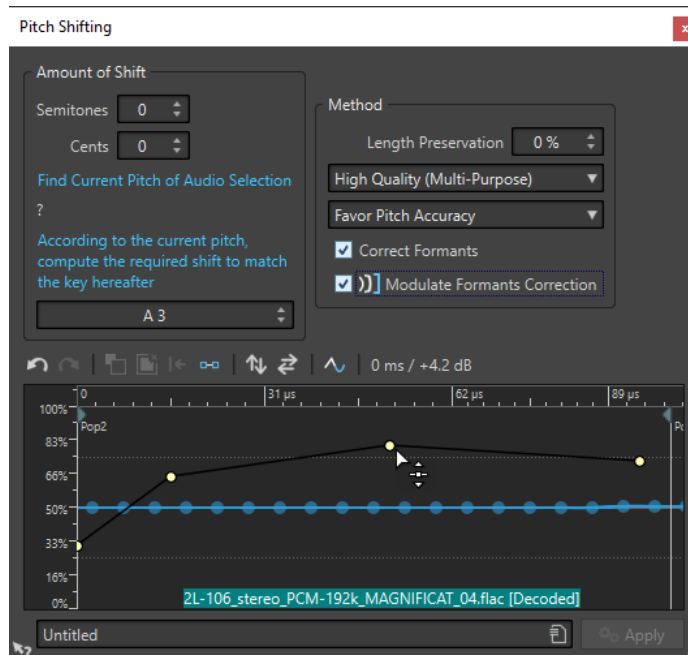 Pitch Shifting
x
Amount of Shift
Semitones 0
Cents 0
Find Current Pitch of Audio Selection
?
According to the current pitch,
compute the required shift to match
the key hereafter
A 3
Method
Length Preservation 0 %
High Quality (Multi-Purpose)
Favor Pitch Accuracy
Correct Formants
Modulate Formants Correction
0 ms / +4.2 dB
0 31 µs 62 µs 89 µs
100%
Pop2 Po
83%
66%
50%
33%
16%
0%
2L-106_stereo_PCM-192k_MAGNIFICAT_04.flac [Decoded]
Untitled
Apply
?